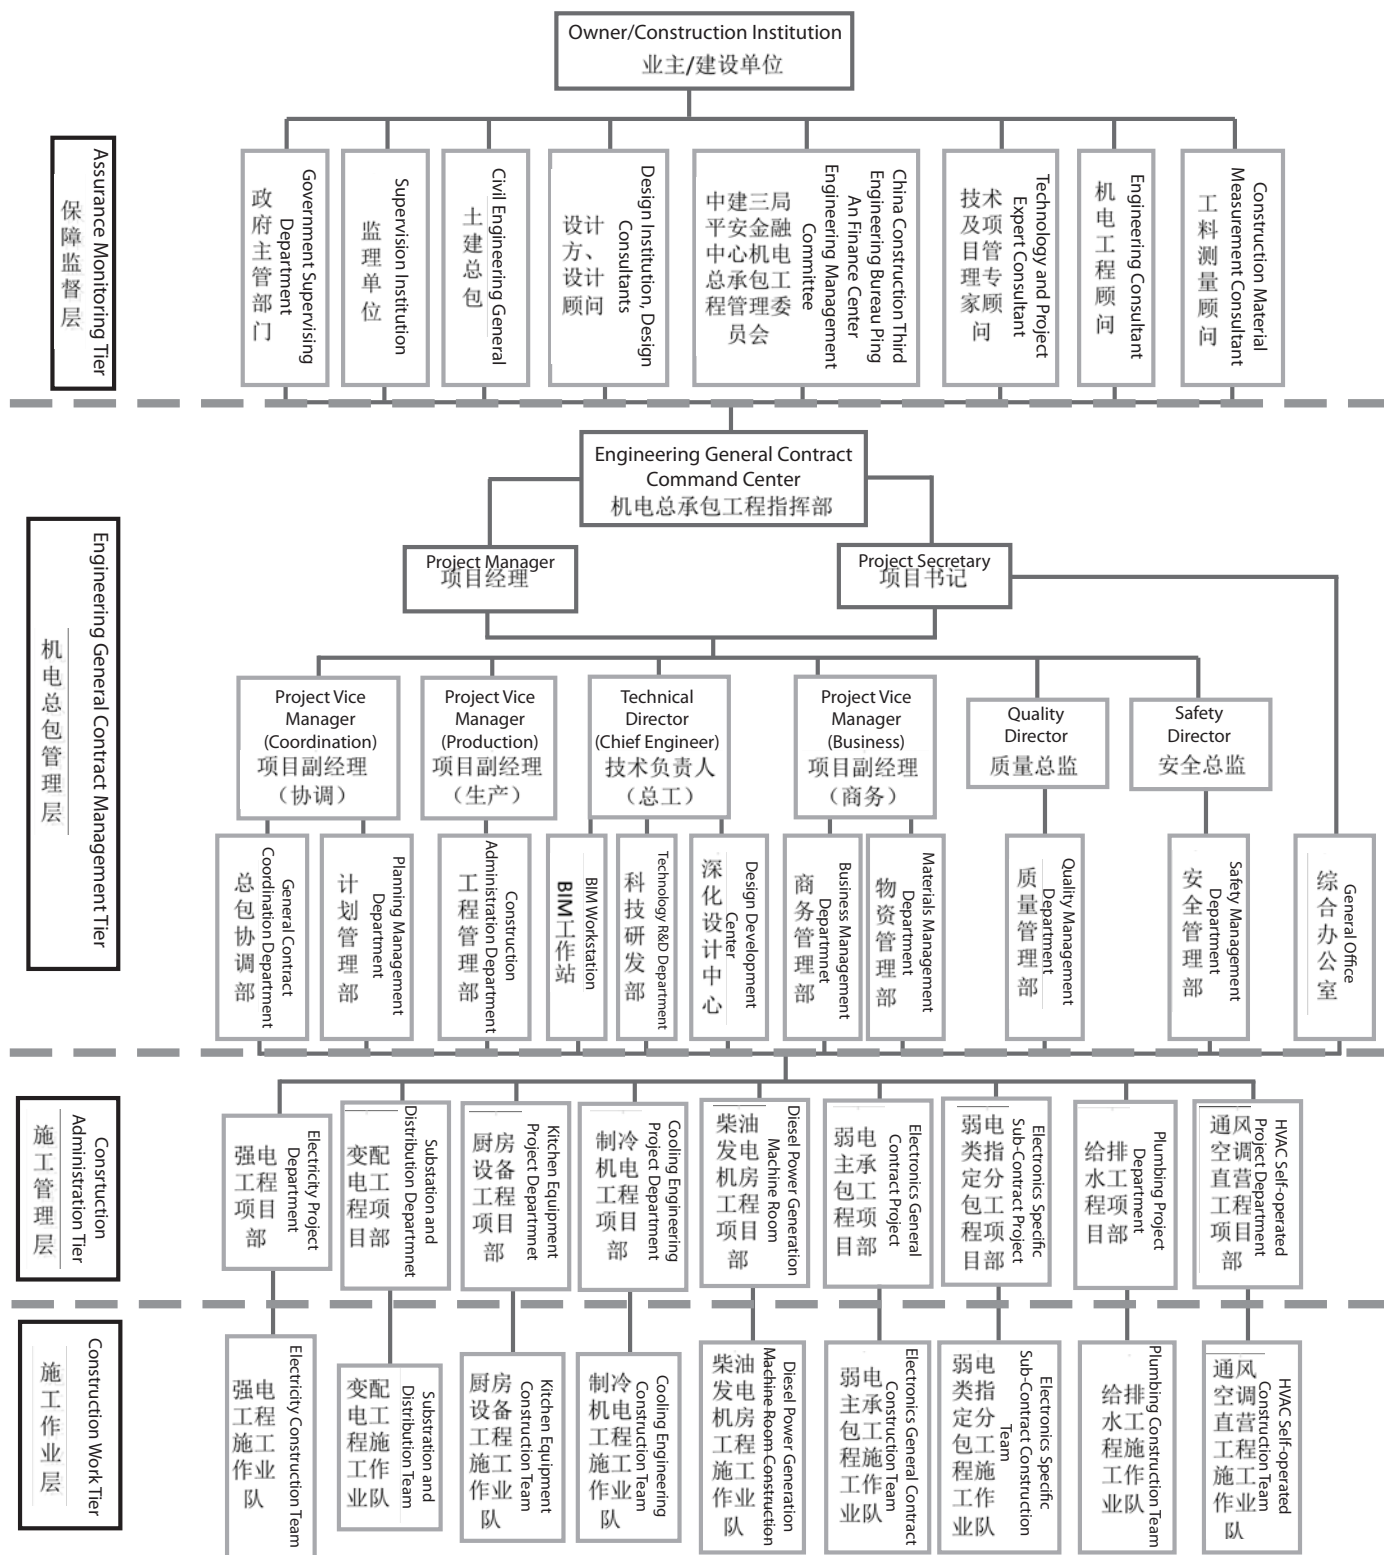 Owner/Construction Institution
业主/建设单位
Assurance Monitoring Tier
保障监督层
Government Supervising
Department
政府主管部门
Supervision Institution
监理单位
Civil Engineering General
土建总包
Design Institution, Design
Consultants
设计
方、
设计
顾问
China Construction Third
Engineering Bureau Ping
An Finance Center
Engineering Management
Committee
中建三局
平安金融
中心机电
总承包工
程管理委
员会
Technology and Project
Expert Consultant
技术
及项
目管
理专
家顾
问
Engineering Consultant
机电工程顾问
Construction Material
Measurement Consultant
工料测量顾问
Engineering General Contract
Command Center
机电总承包工程指挥部
Engineering General Contract Management Tier
机电总包管理层
Project Manager
项目经理
Project Secretary
项目书记
Project Vice
Manager
(Coordination)
项目副经理
（协调）
Project Vice
Manager
(Production)
项目副经理
（生产）
Technical
Director
(Chief Engineer)
技术负责人
（总工）
Project Vice
Manager
(Business)
项目副经理
（商务）
Quality
Director
质量总监
Safety
Director
安全总监
General Contract
Coordination Department
总包协调部
Planning Management
Department
计划管理部
Construction
Administration Department
工程管理部
BIM Workstation
BIM工作站
Technology R&D Department
科技研发部
Design Development
Center
深化设计中心
Business Management
Departmnet
商务管理部
Materials Management
Department
物资管理部
Quality Management
Department
质量管理部
Safety Management
Department
安全管理部
General Office
综合办公室
Consrtuction
Administration Tier
施工管理层
Electricity Project
Department
强电
工程
项目
部
Substation and
Distribution Departmnet
变配
电工
程项
目部
Kitchen Equipment
Project Departmnet
厨房
设备
工程
项目
部
Cooling Engineering
Project Department
制冷
机电
工程
项目
部
Diesel Power Generation
Machine Room
柴油
发电
机房
工程
项目
部
Electronics General
Contract Project
弱电
主承
包工
程项
目部
Electronics Specific
Sub-Contract Project
弱电
类指
定分
包工
程项
目部
Plumbing Project
Department
给排
水工
程项
目部
HVAC Self-operated
Project Department
通风
空调
直营
工程
项目
部
Construction Work Tier
施工作业层
Electricity Construction Team
强电
工程
施工
作业
队
Substration and
Distribution Team
变配
电工
程施
工作
业队
Kitchen Equipment
Construction Team
厨房
设备
工程
施工
作业
队
Cooling Engineering
Construction Team
制冷
机电
工程
施工
作业
队
Diesel Power Generation
Machine Room Construction
柴油
发电
机房
工程
施工
作业
队
Electronics General Contract
Construction Team
弱电
主承
包工
程施
工作
业队
Electronics Specific
Sub-Contract Construction
Team
弱电
类指
定分
包工
程施
工作
业队
Plumbing Construction Team
给排
水工
程施
工作
业队
HVAC Self-operated
Construction Team
通风
空调
直营
工程
施工
作业
队